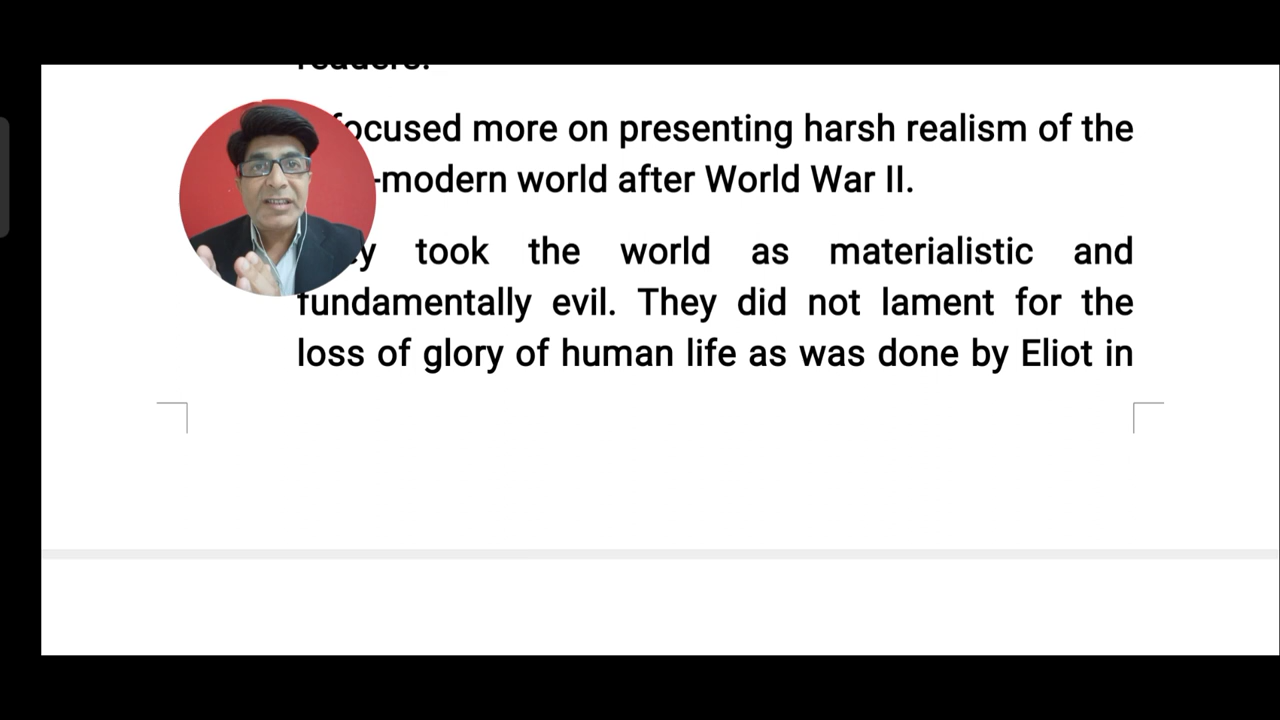 readers.
focused more on presenting harsh realism of the
-modern world after World War II.
took the world as materialistic and
fundamentally evil. They did not lament for the
loss of glory of human life as was done by Eliot in